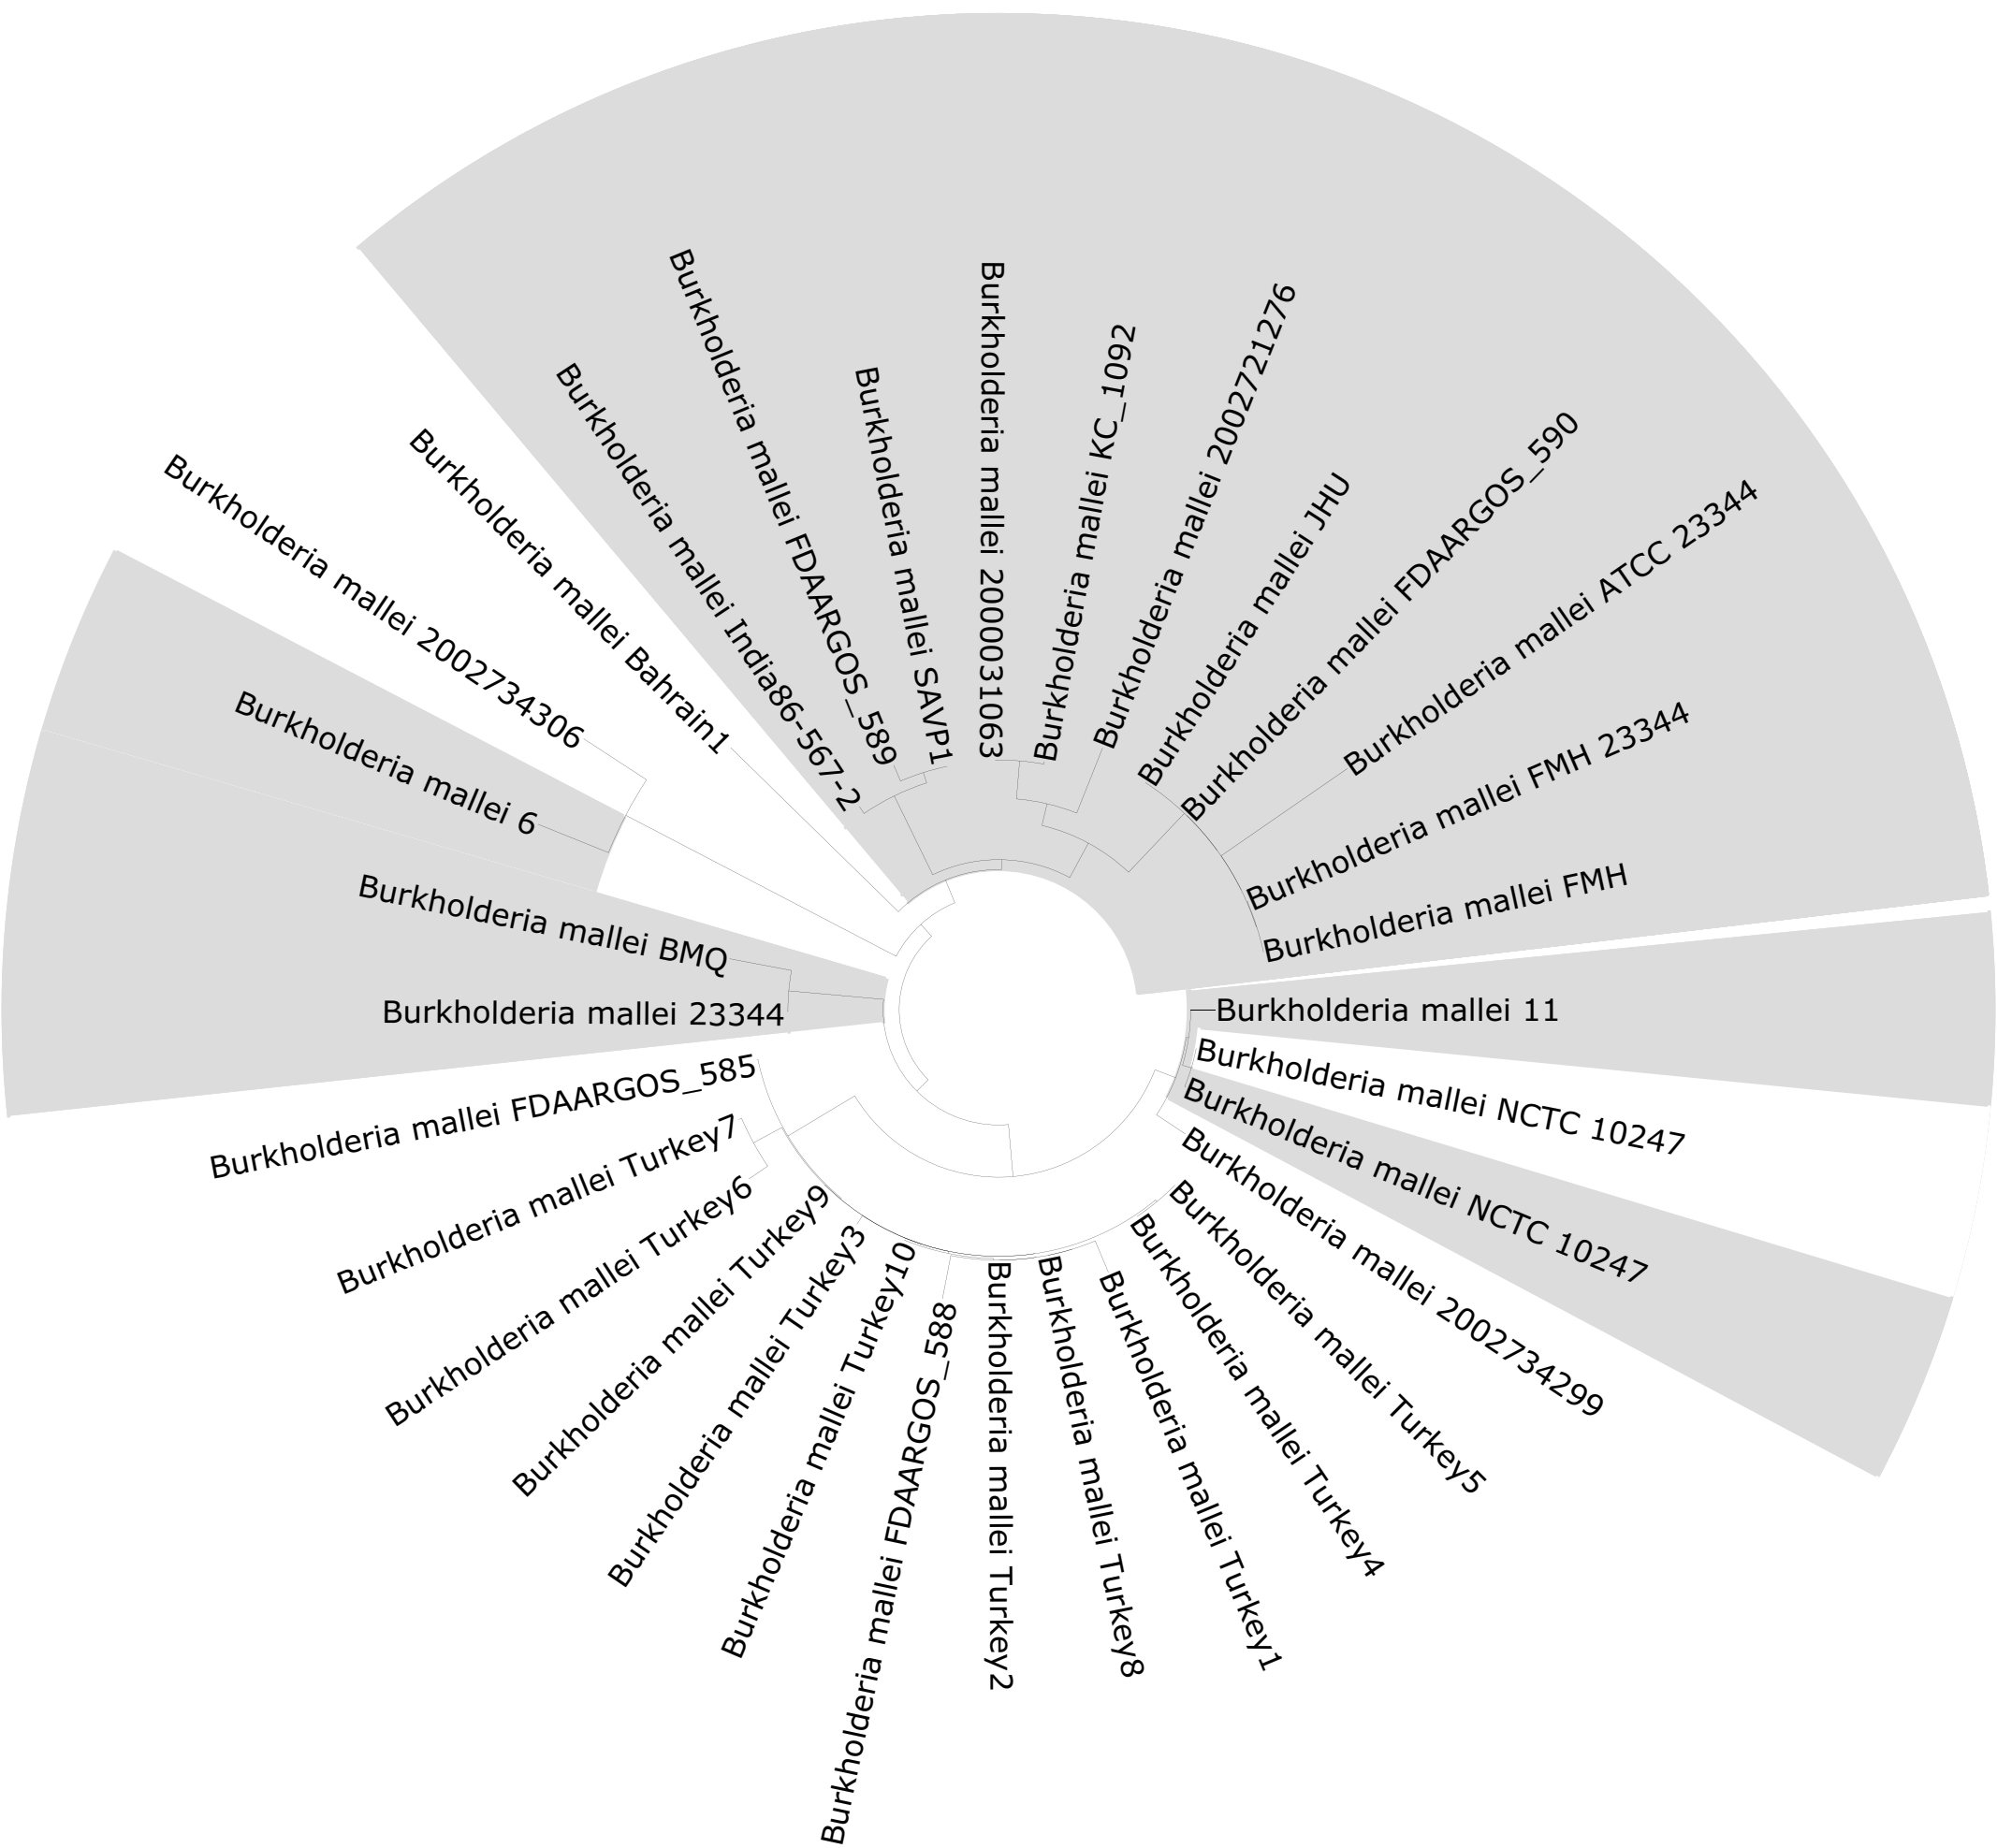 Burkholderia mallei 2000031063
Burkholderia mallei KC_1092
Burkholderia mallei 2002721276
Burkholderia mallei JHU
Burkholderia mallei FDAARGOS_590
Burkholderia mallei ATCC 23344
Burkholderia mallei FMH 23344
Burkholderia mallei FMH
Burkholderia mallei 11
Burkholderia mallei NCTC 10247
Burkholderia mallei NCTC 10247
Burkholderia mallei 2002734299
Burkholderia mallei Turkey5
Burkholderia mallei Turkey4
Burkholderia mallei Turkey1
Burkholderia mallei Turkey8
Burkholderia mallei Turkey2
Burkholderia mallei FDAARGOS_588
Burkholderia mallei Turkey10
Burkholderia mallei Turkey3
Burkholderia mallei Turkey9
Burkholderia mallei Turkey6
Burkholderia mallei Turkey7
Burkholderia mallei FDAARGOS_585
Burkholderia mallei 23344
Burkholderia mallei BMQ
Burkholderia mallei 6
Burkholderia mallei 2002734306
Burkholderia mallei Bahrain1
Burkholderia mallei India86-567-2
Burkholderia mallei FDAARGOS_589
Burkholderia mallei SAVP1